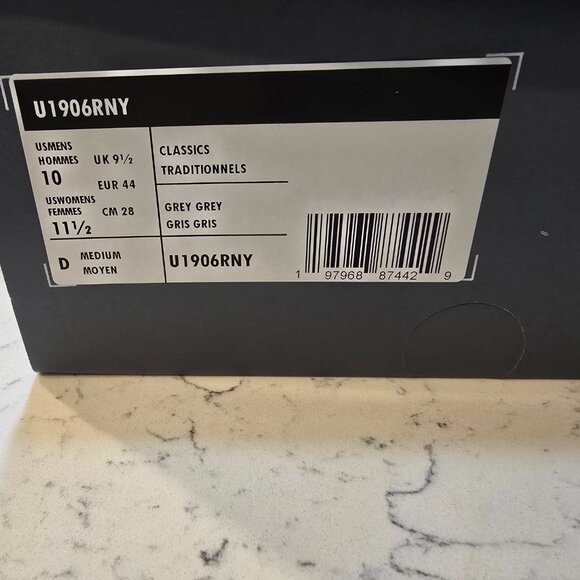 U1906RNY
USMENS
HOMMES UK 9½
10
EUR 44
USWOMENS
FEMMES CM 28
11½
D MEDIUM
MOYEN
CLASSICS
TRADITIONNELS
GREY GREY
GRIS GRIS
U1906RNY
1 97968 87442 9